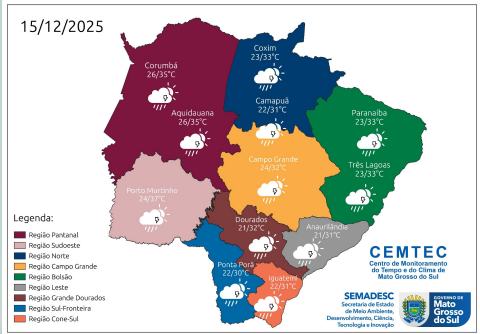 15/12/2025
Coxim
23/33°C
Corumbá
26/35°C
Camapuã
22/31°C
Aquidauana
26/35°C
Paranaíba
23/33°C
Campo Grande
24/32°C
Três Lagoas
23/33°C
Porto Murtinho
24/37°C
Dourados
21/32°C
Anaurilândia
21/31°C
Ponta Porã
22/30°C
Iguatemi
22/31°C
Legenda:
Região Pantanal
Região Sudoeste
Região Norte
Região Campo Grande
Região Bolsão
Região Leste
Região Grande Dourados
Região Sul-Fronteira
Região Cone-Sul
CEMTEC
Centro de Monitoramento
do Tempo e do Clima de
Mato Grosso do Sul
SEMADESC
Secretaria de Estado
de Meio Ambiente,
Desenvolvimento, Ciência,
Tecnologia e Inovação
GOVERNO DE
Mato
Grosso
do Sul